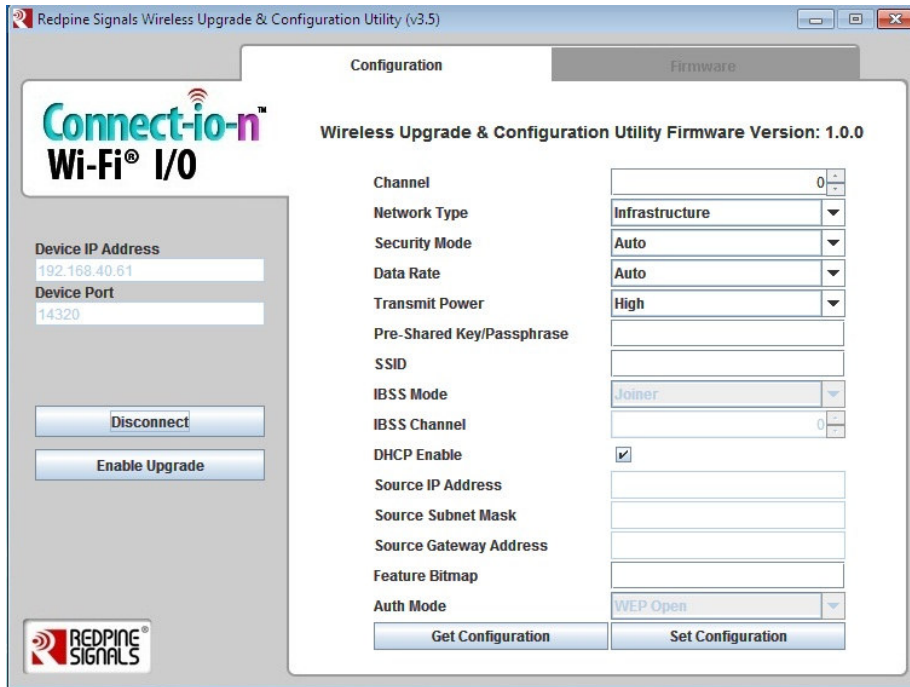 Redpine Signals Wireless Upgrade & Configuration Utility (v3.5)
Configuration
Firmware
Connect-io-n™
Wi-Fi® I/O
Wireless Upgrade & Configuration Utility Firmware Version: 1.0.0
Channel 0
Network Type Infrastructure
Security Mode Auto
Device IP Address
192.168.40.61
Data Rate Auto
Device Port
14320
Transmit Power High
Pre-Shared Key/Passphrase
SSID
IBSS Mode Joiner
Disconnect
IBSS Channel 0
DHCP Enable
Enable Upgrade
Source IP Address
Source Subnet Mask
Source Gateway Address
Feature Bitmap
Auth Mode WEP Open
Get Configuration Set Configuration
REDPINE®
SIGNALS